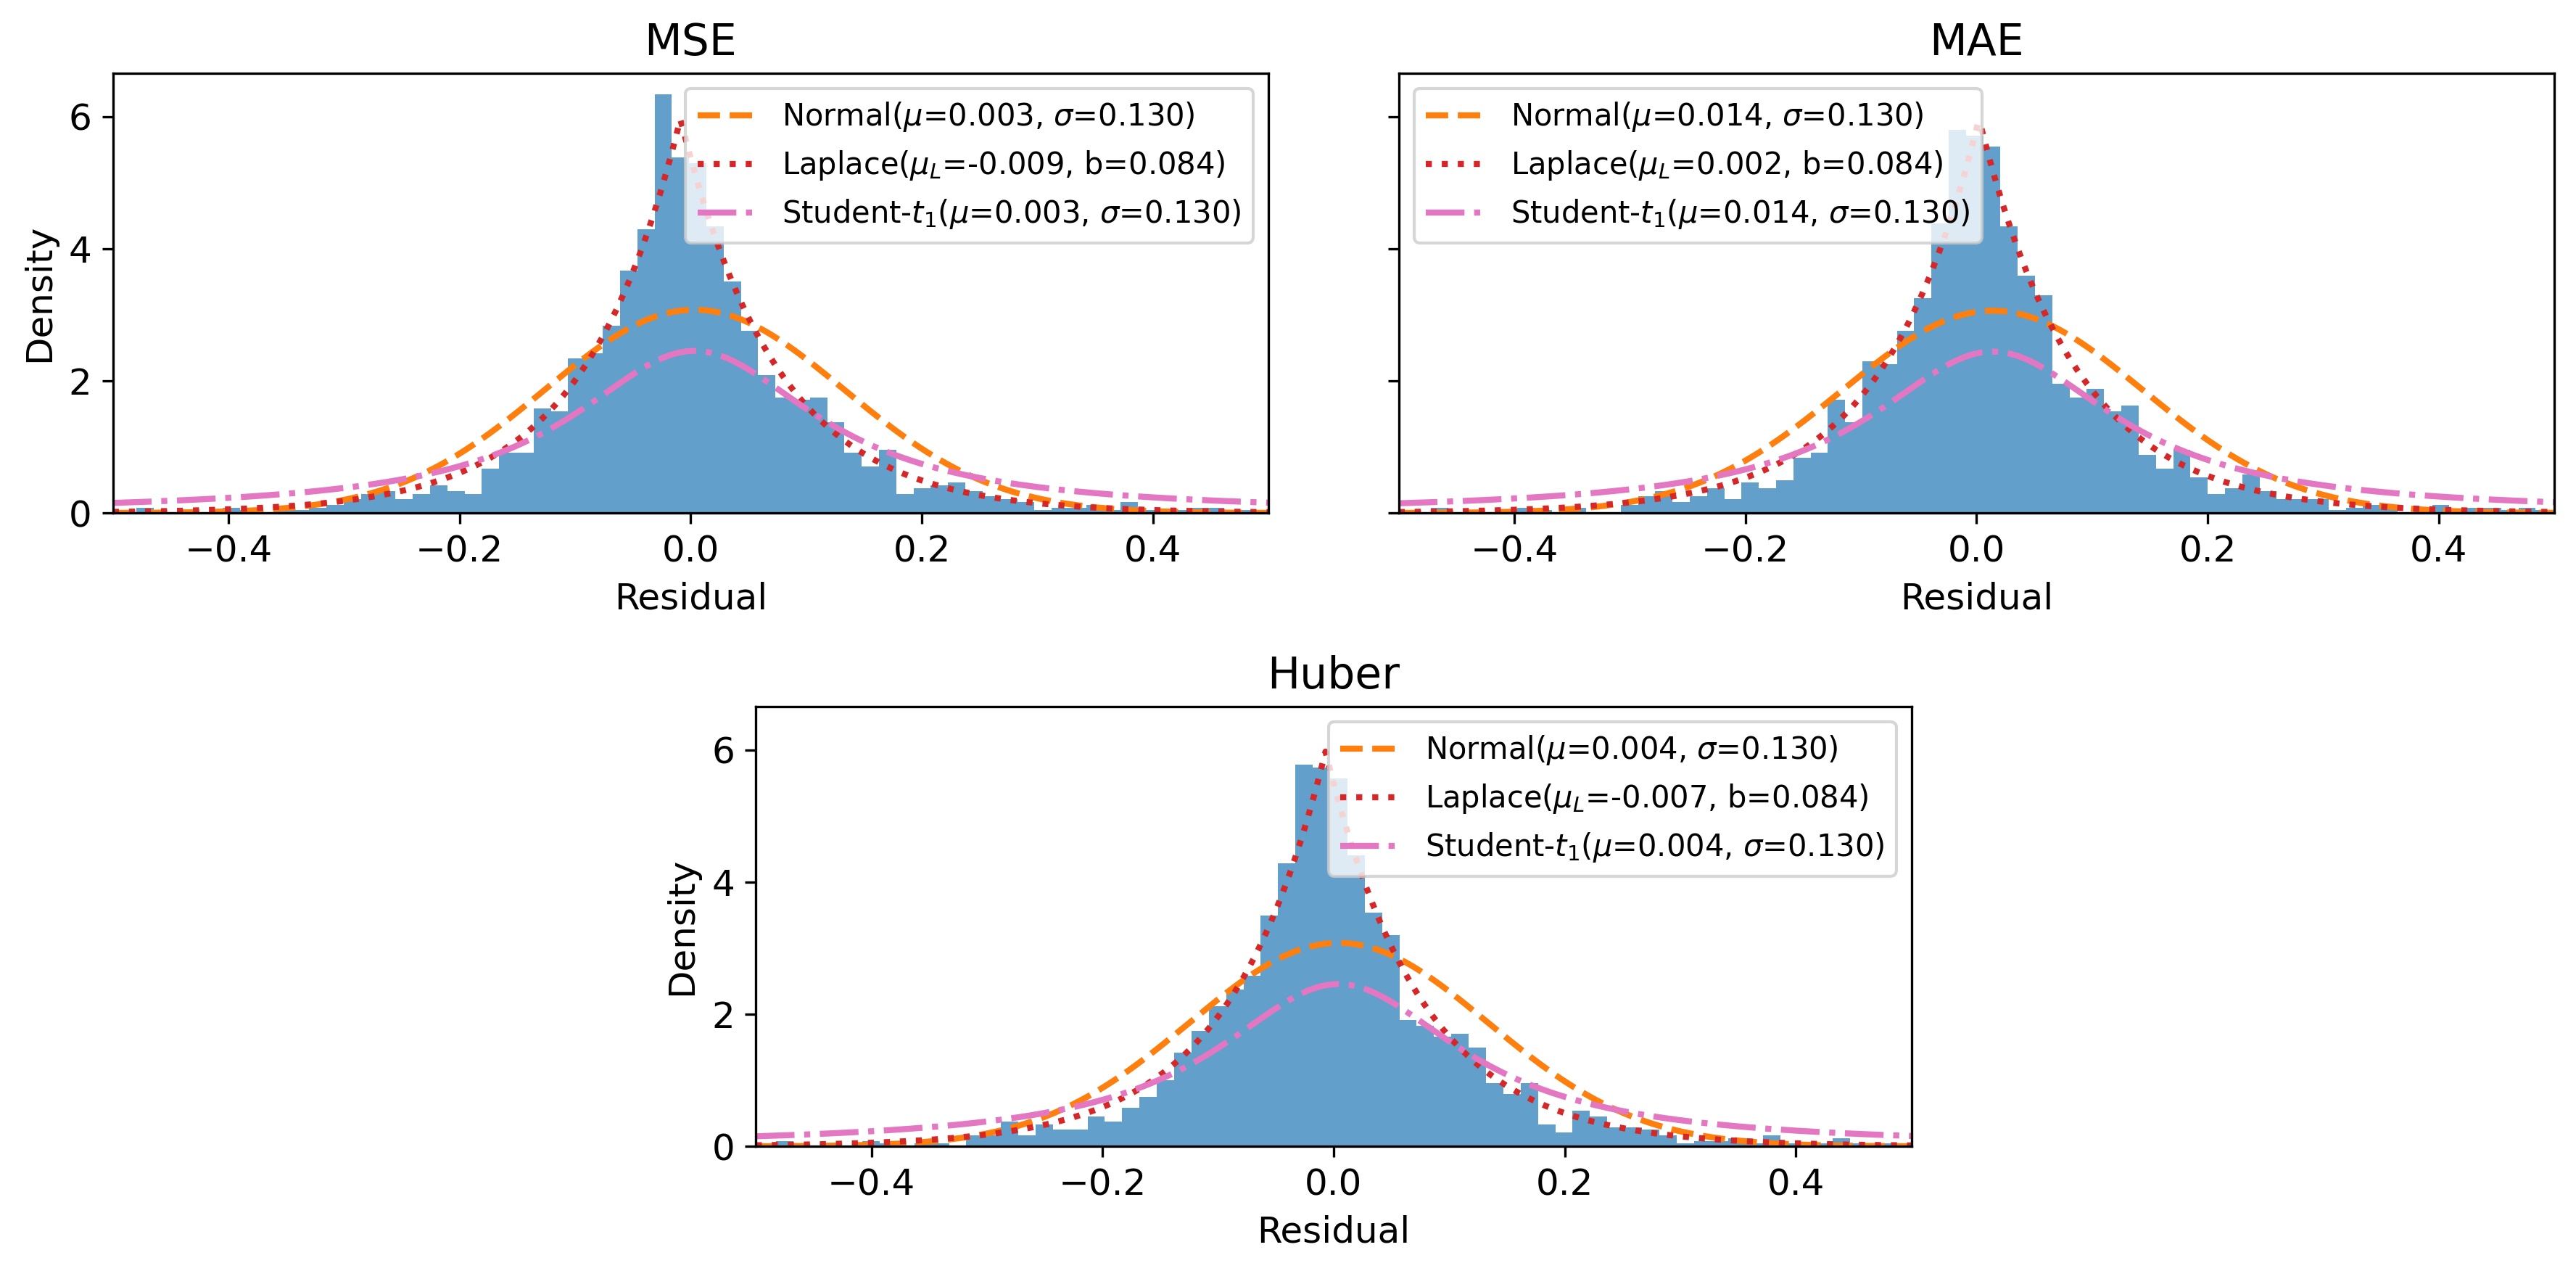 MSE
Normal(μ=0.003, σ=0.130)
Laplace(μL=-0.009, b=0.084)
Student-t1(μ=0.003, σ=0.130)
Density
6
4
2
0
−0.4 −0.2 0.0 0.2 0.4
Residual
MAE
Normal(μ=0.014, σ=0.130)
Laplace(μL=0.002, b=0.084)
Student-t1(μ=0.014, σ=0.130)
−0.4 −0.2 0.0 0.2 0.4
Residual
Huber
Normal(μ=0.004, σ=0.130)
Laplace(μL=-0.007, b=0.084)
Student-t1(μ=0.004, σ=0.130)
Density
6
4
2
0
−0.4 −0.2 0.0 0.2 0.4
Residual